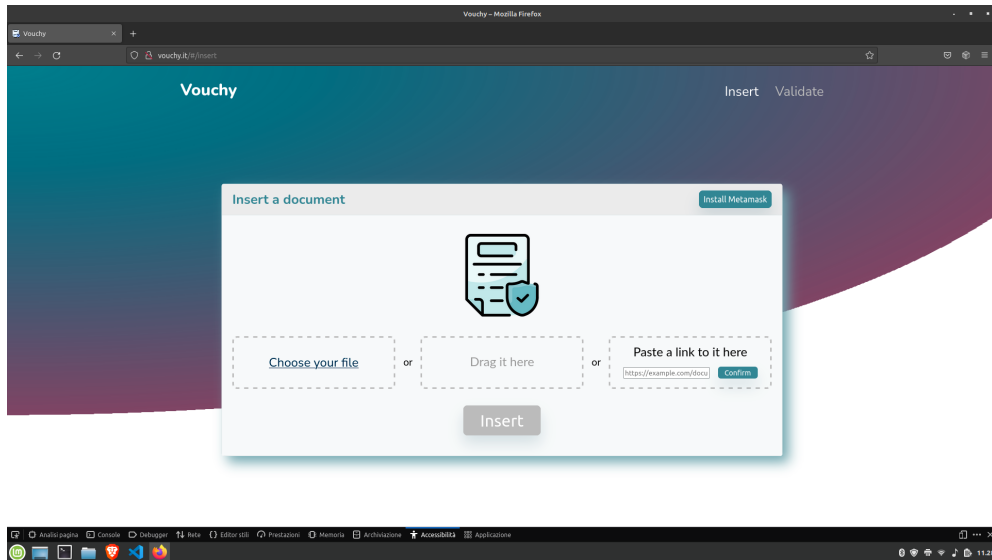 Vouchy – Mozilla Firefox
Vouchy × +
vouchy.it/#/insert
Vouchy Insert Validate
Insert a document Install Metamask
Choose your file or Drag it here or Paste a link to it here
https://example.com/docu Confirm
Insert
Analisi pagina Console Debugger Rete Editor stili Prestazioni Memoria Archiviazione Accessibilità Applicazione